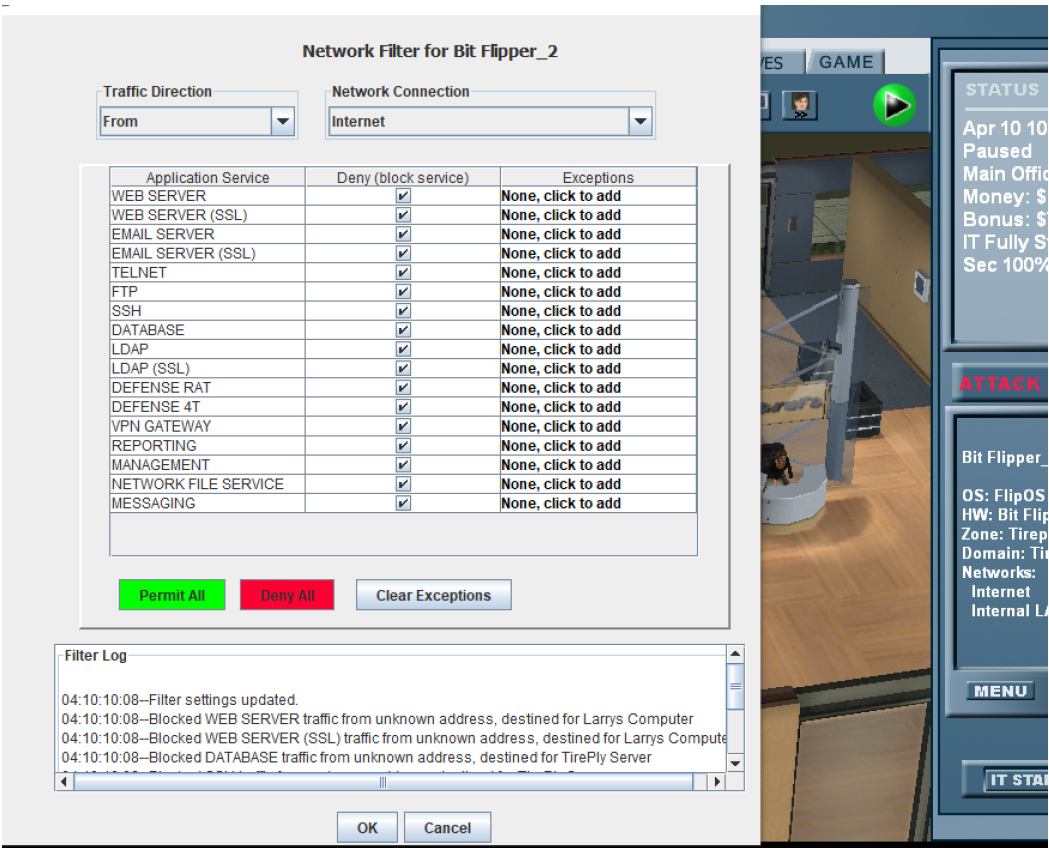 Network Filter for Bit Flipper_2
Traffic Direction
From
Network Connection
Internet
Application Service Deny (block service) Exceptions
WEB SERVER None, click to add
WEB SERVER (SSL) None, click to add
EMAIL SERVER None, click to add
EMAIL SERVER (SSL) None, click to add
TELNET None, click to add
FTP None, click to add
SSH None, click to add
DATABASE None, click to add
LDAP None, click to add
LDAP (SSL) None, click to add
DEFENSE RAT None, click to add
DEFENSE 4T None, click to add
VPN GATEWAY None, click to add
REPORTING None, click to add
MANAGEMENT None, click to add
NETWORK FILE SERVICE None, click to add
MESSAGING None, click to add
Permit All Deny All Clear Exceptions
Filter Log
04:10:10:08--Filter settings updated.
04:10:10:08--Blocked WEB SERVER traffic from unknown address, destined for Larrys Computer
04:10:10:08--Blocked WEB SERVER (SSL) traffic from unknown address, destined for Larrys Compute
04:10:10:08--Blocked DATABASE traffic from unknown address, destined for TirePly Server
OK Cancel
GAME
STATUS
Apr 10 10
Paused
Main Offic
Money: $
Bonus: $
IT Fully S
Sec 100%
ATTACK
Bit Flipper_
OS: FlipOS
HW: Bit Flip
Zone: Tirep
Domain: Ti
Networks:
Internet
Internal LA
MENU
IT STA